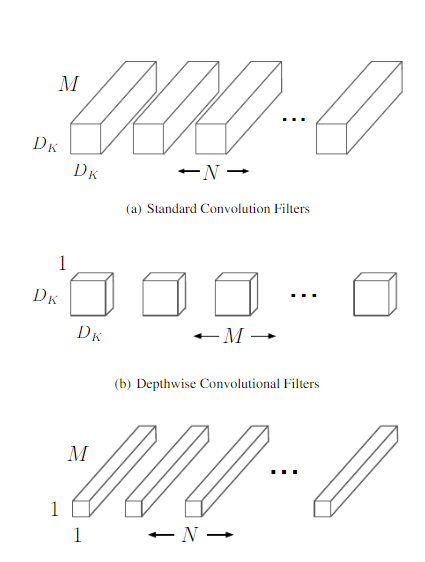 M
D_K
D_K
N
...
(a) Standard Convolution Filters
1
D_K
D_K
M
...
(b) Depthwise Convolutional Filters
M
1
1
N
...